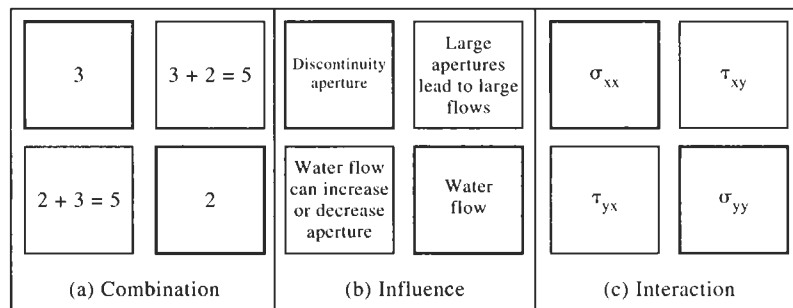 3
3 + 2 = 5
2 + 3 = 5
2
(a) Combination
Discontinuity
aperture
Large
apertures
lead to large
flows
Water flow
can increase
or decrease
aperture
Water
flow
(b) Influence
σxx
τxy
τyx
σyy
(c) Interaction